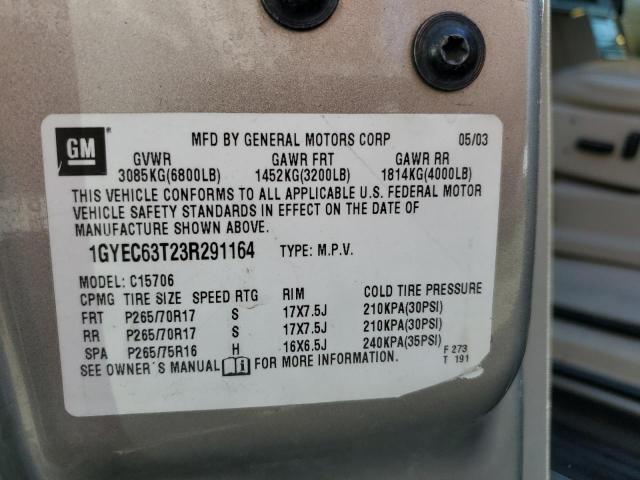 GM ®
MFD BY GENERAL MOTORS CORP 05/03
GVWR GAWR FRT GAWR RR
3085KG(6800LB) 1452KG(3200LB) 1814KG(4000LB)
THIS VEHICLE CONFORMS TO ALL APPLICABLE U.S. FEDERAL MOTOR
VEHICLE SAFETY STANDARDS IN EFFECT ON THE DATE OF
MANUFACTURE SHOWN ABOVE.
1GYEC63T23R291164 TYPE: M.P.V.
MODEL: C15706
CPMG TIRE SIZE SPEED RTG RIM COLD TIRE PRESSURE
FRT P265/70R17 S 17X7.5J 210KPA(30PSI)
RR P265/70R17 S 17X7.5J 210KPA(30PSI)
SPA P265/75R16 H 16X6.5J 240KPA(35PSI)
SEE OWNER'S MANUAL i FOR MORE INFORMATION.
F 273
T 191